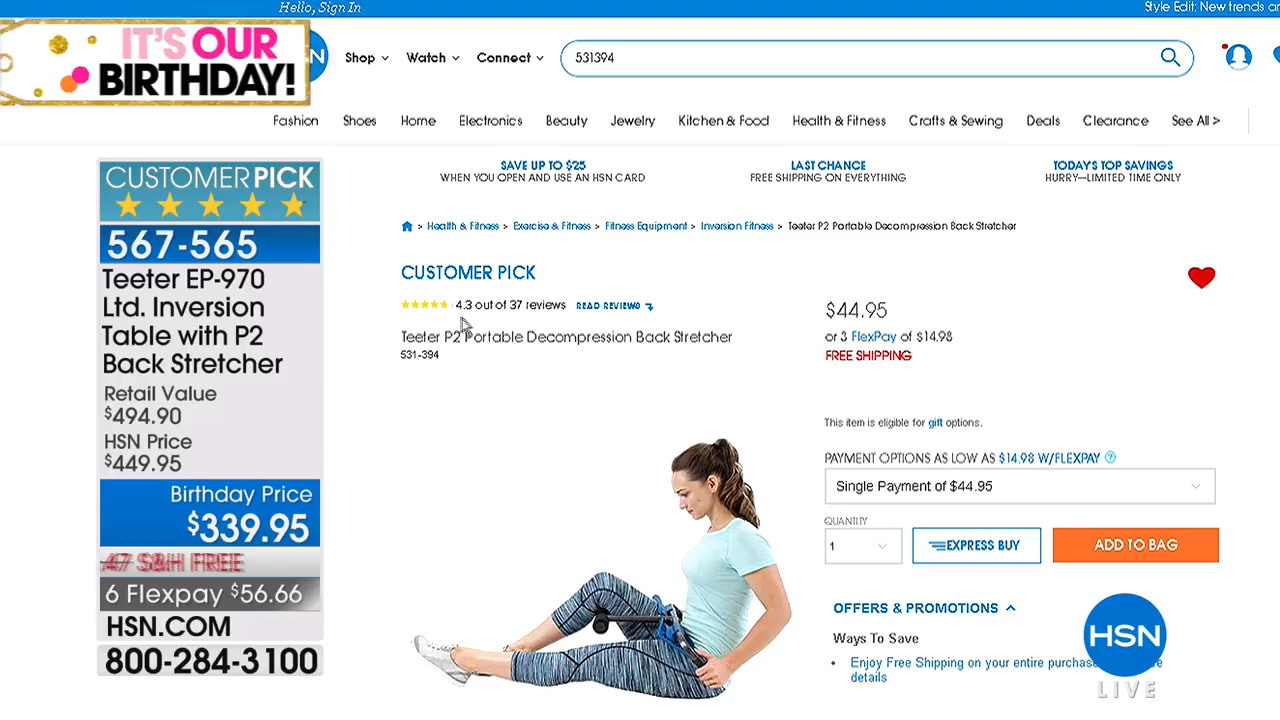 Hello, Sign In
Style Edit: New trends
IT'S OUR
BIRTHDAY!
N
Shop
Watch
Connect
531394
Fashion
Shoes
Home
Electronics
Beauty
Jewelry
Kitchen & Food
Health & Fitness
Crafts & Sewing
Deals
Clearance
See All >
CUSTOMER PICK
567-565
Teeter EP-970
Ltd. Inversion
Table with P2
Back Stretcher
Retail Value
$494.90
HSN Price
$449.95
Birthday Price
$339.95
S&H FREE
6 Flexpay $56.66
HSN.COM
800-284-3100
SAVE UP TO $25
WHEN YOU OPEN AND USE AN HSN CARD
LAST CHANCE
FREE SHIPPING ON EVERYTHING
TODAY'S TOP SAVINGS
HURRY—LIMITED TIME ONLY
> Health & Fitness > Exercise & Fitness > Fitness Equipment > Inversion Fitness > Teeter P2 Portable Decompression Back Stretcher
CUSTOMER PICK
4.3 out of 37 reviews READ REVIEWS
Teeter P2 Portable Decompression Back Stretcher
531-394
$44.95
or 3 FlexPay of $14.98
FREE SHIPPING
This item is eligible for gift options.
PAYMENT OPTIONS AS LOW AS $14.98 W/FLEXPAY ?
Single Payment of $44.95
QUANTITY
1
EXPRESS BUY
ADD TO BAG
OFFERS & PROMOTIONS
Ways To Save
• Enjoy Free Shipping on your entire purchase
details
HSN
LIVE